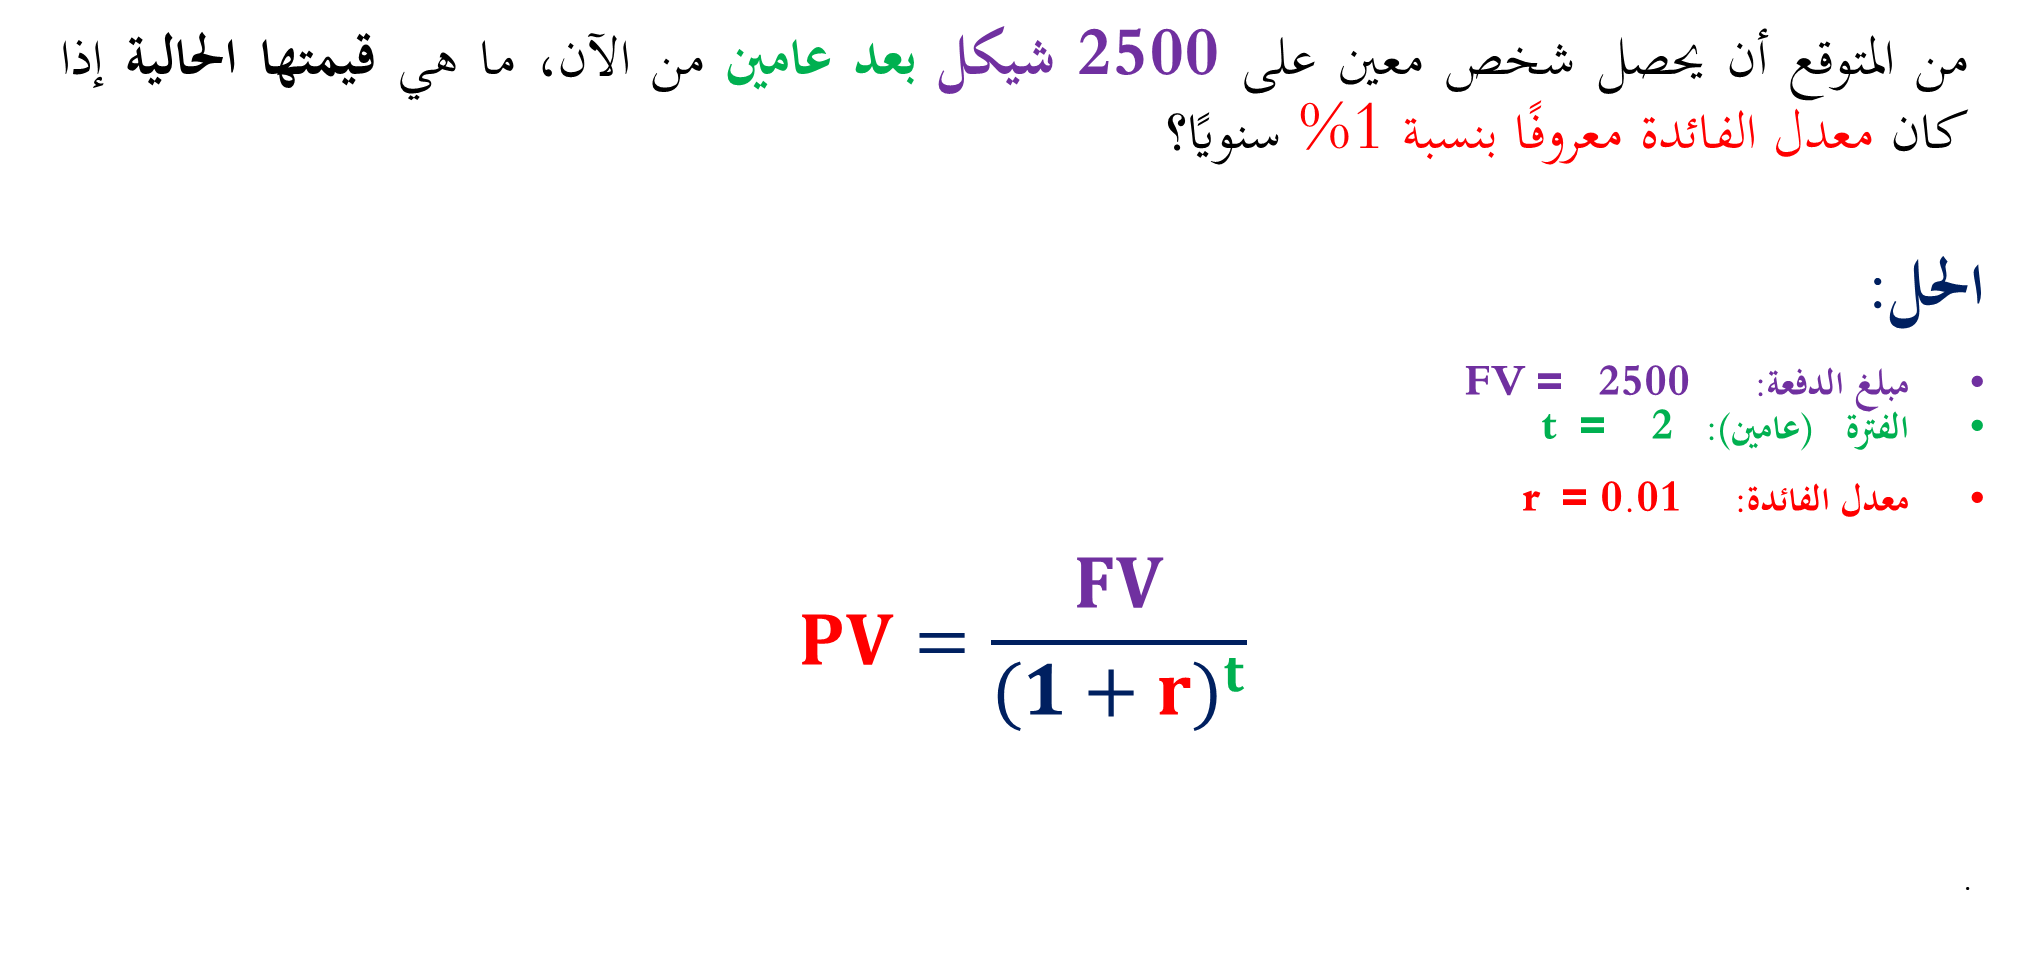 من المتوقع أن يحصل شخص معين على 2500 شيكل بعد عامين من الآن، ما هي قيمتها الحالية إذا
كان معدل الفائدة معروفًا بنسبة 1% سنويًا؟
الحل:
• مبلغ الدفعة: FV = 2500
• الفترة (عامين): t = 2
• معدل الفائدة: r = 0.01
PV = FV / (1 + r)^t
.